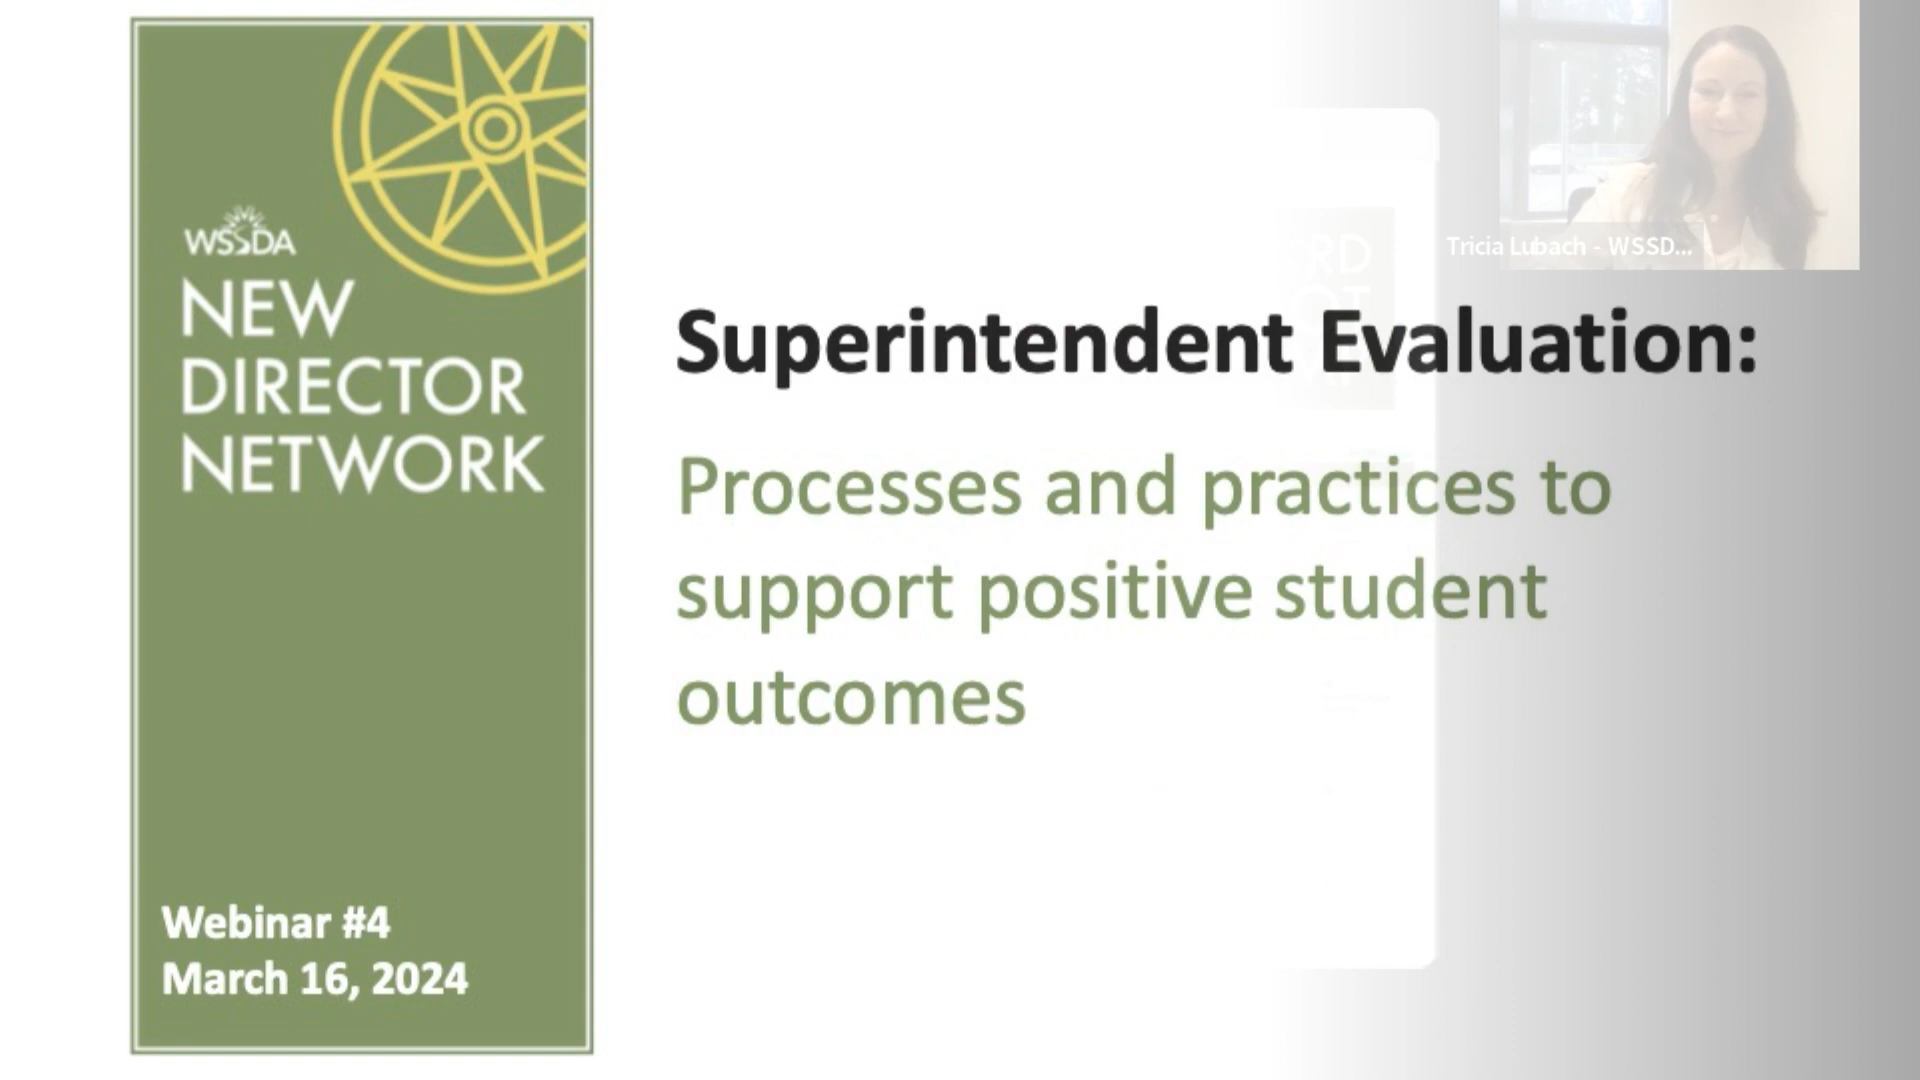 WSSDA
NEW
DIRECTOR
NETWORK
Webinar #4
March 16, 2024
Tricia Lubach - WSSD...
Superintendent Evaluation:
Processes and practices to
support positive student
outcomes